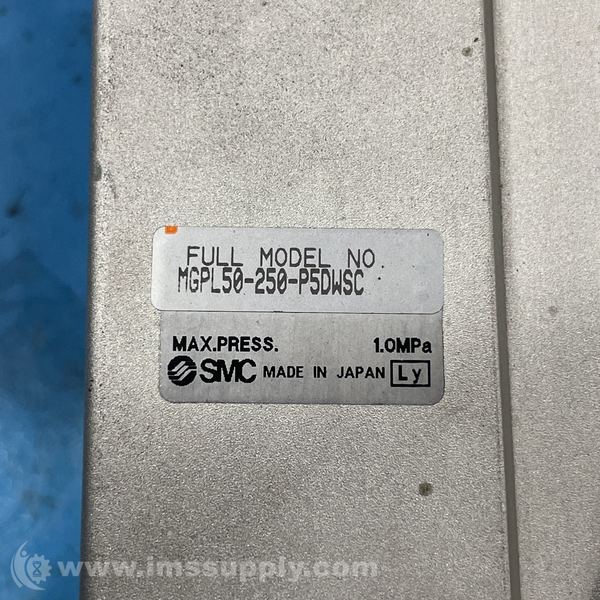 FULL MODEL NO.
MGPL50-250-P5DWSC
MAX.PRESS. 1.0MPa
SMC MADE IN JAPAN Ly
www.imssupply.com